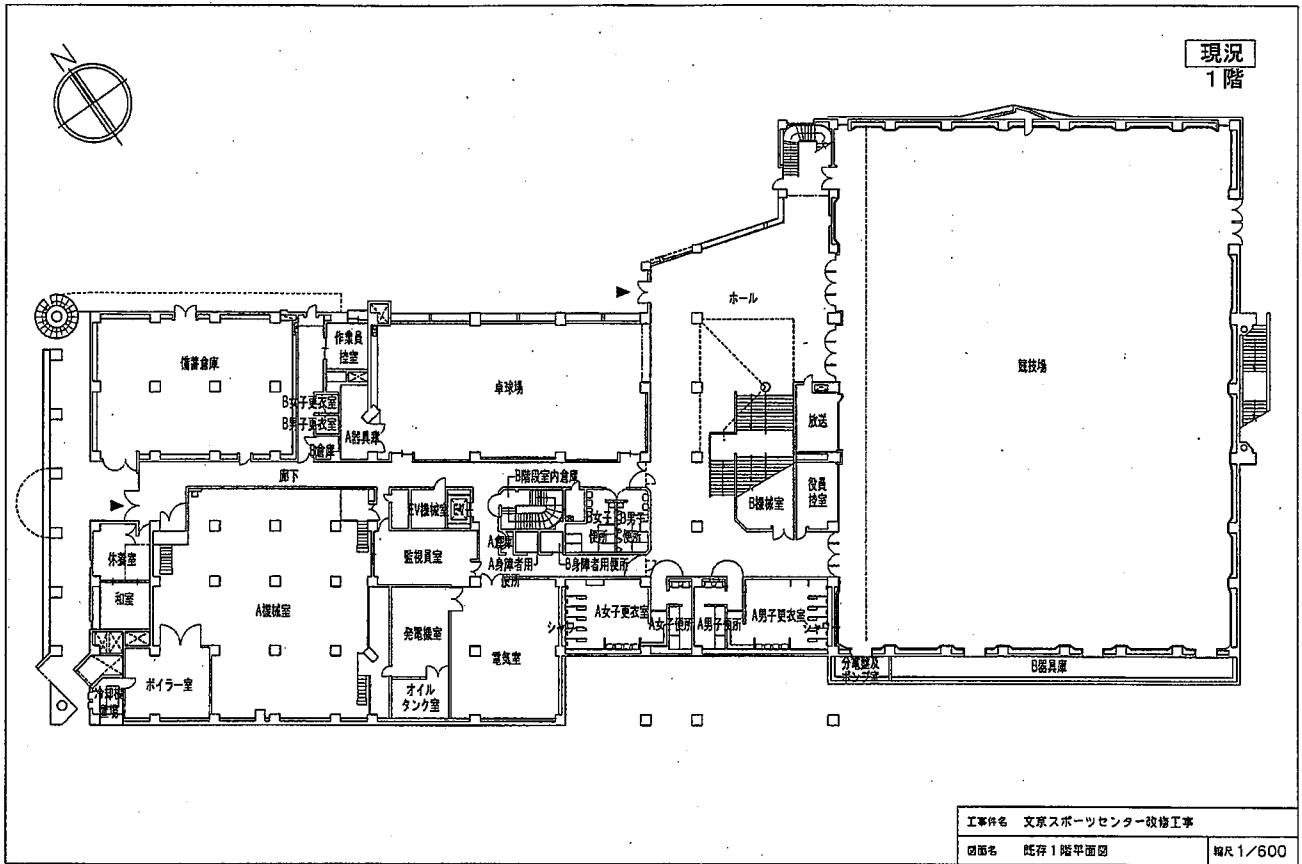 N
現況
1階
ホール
作業員
控室
備蓄倉庫
競技場
卓球場
B女子更衣室
B男子更衣室
A器具庫
B倉庫
放送
廊下
B階段室内倉庫
EV機械室
EV
B機械室
役員
控室
B女子
便所
B男子
便所
A倉庫
休養室
監視員室
A身障者用
便所
B身障者用便所
和室
A機械室
A女子更衣室
A男子更衣室
シャワー
A女子便所
A男子便所
シャワー
発電機室
電気室
分電盤及
ポンプ室
B器具庫
ボイラー室
オイル
タンク室
工事件名 文京スポーツセンター改修工事
図面名 既存1階平面図
縮尺 1/600